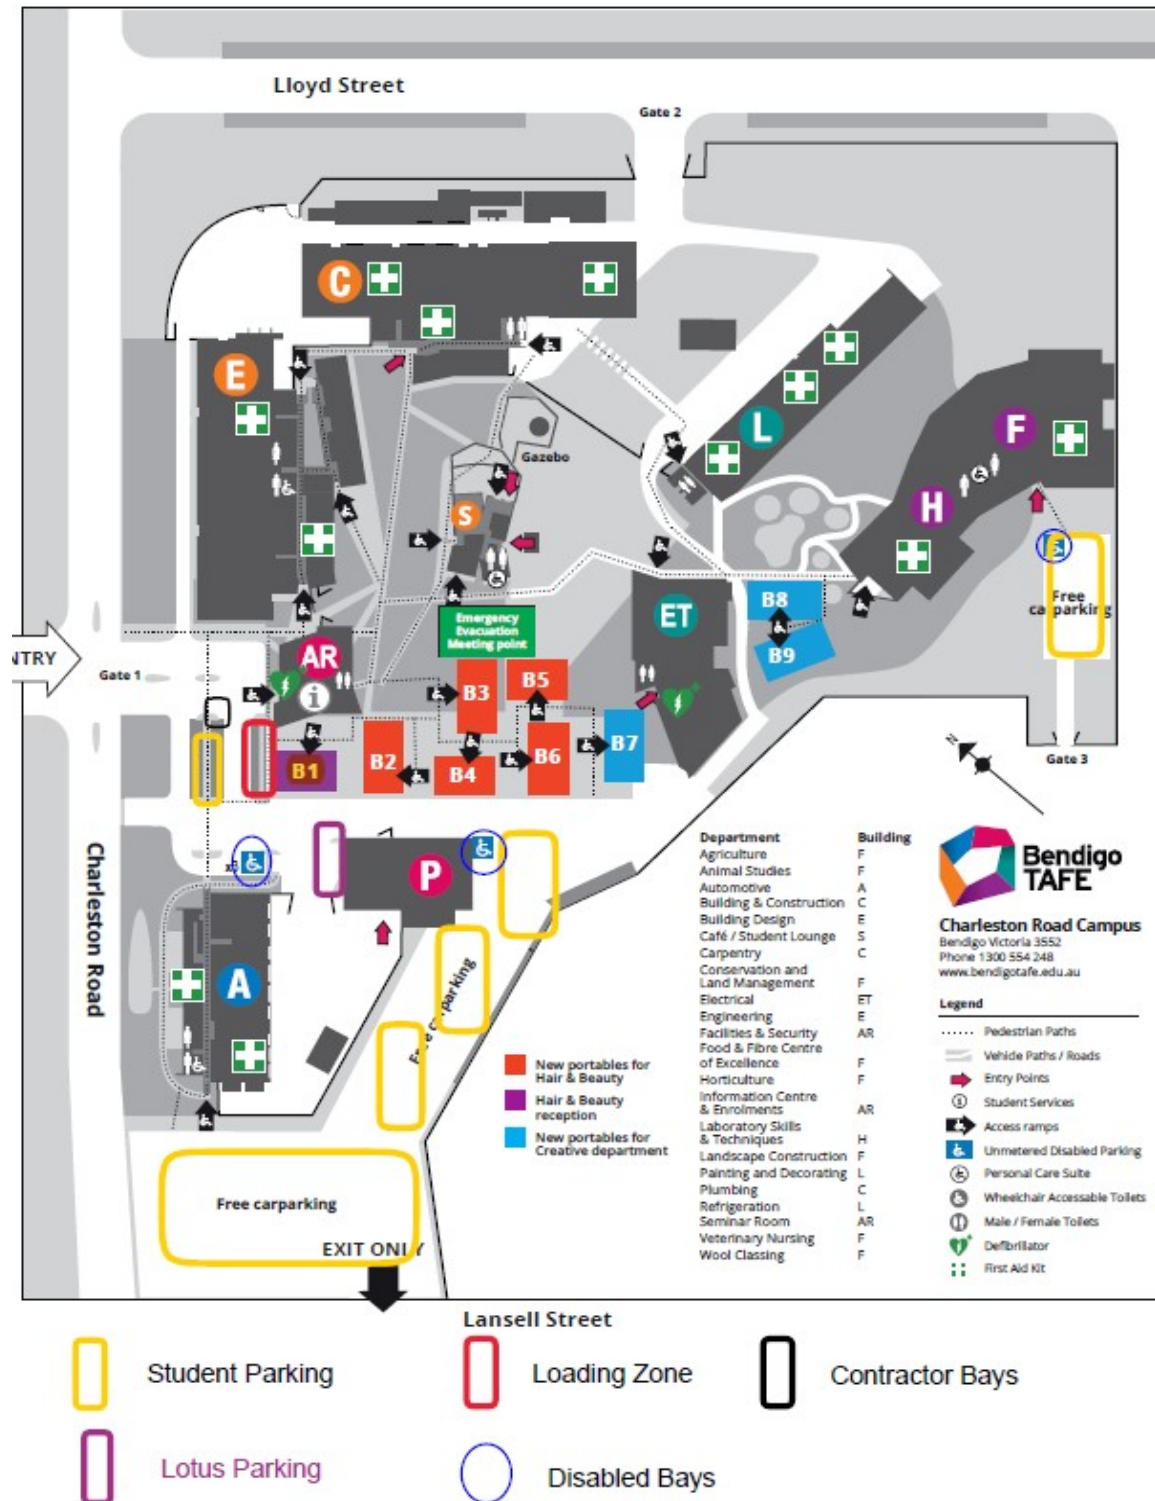 Lloyd Street
Gate 2
C
E
L
F
Gazebo
H
S
Free
carparking
Emergency
Evacuation
Meeting point
ET
B8
B9
NTRY
Gate 1
AR
i
B3
B5
B1
B2
B4
B6
B7
Gate 3
N
Charleston Road
x3
P
A
Free carparking
Free carparking
EXIT ONLY
New portables for
Hair & Beauty
Hair & Beauty
reception
New portables for
Creative department
Department Building
Agriculture F
Animal Studies F
Automotive A
Building & Construction C
Building Design E
Café / Student Lounge S
Carpentry C
Conservation and
Land Management F
Electrical ET
Engineering E
Facilities & Security AR
Food & Fibre Centre
of Excellence F
Horticulture F
Information Centre
& Enrolments AR
Laboratory Skills
& Techniques H
Landscape Construction F
Painting and Decorating L
Plumbing C
Refrigeration L
Seminar Room AR
Veterinary Nursing F
Wool Classing F
Bendigo
TAFE
Charleston Road Campus
Bendigo Victoria 3552
Phone 1300 554 248
www.bendigotafe.edu.au
Legend
Pedestrian Paths
Vehicle Paths / Roads
Entry Points
Student Services
Access ramps
Unmetered Disabled Parking
Personal Care Suite
Wheelchair Accessable Toilets
Male / Female Toilets
Defibrillator
First Aid Kit
Lansell Street
Student Parking
Loading Zone
Contractor Bays
Lotus Parking
Disabled Bays